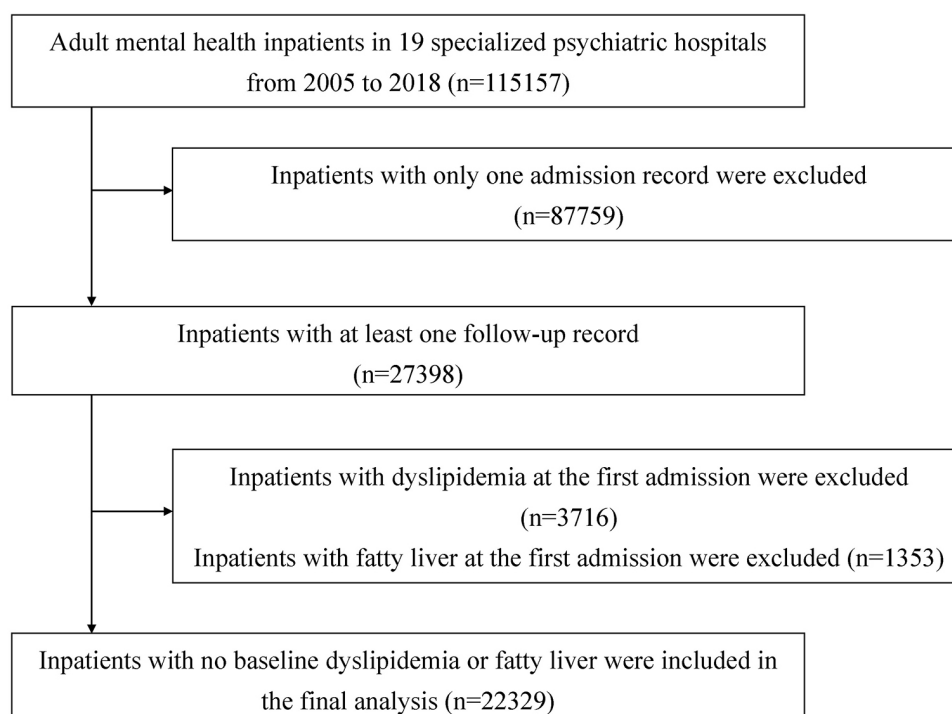 Adult mental health inpatients in 19 specialized psychiatric hospitals
from 2005 to 2018 (n=115157)
Inpatients with only one admission record were excluded
(n=87759)
Inpatients with at least one follow-up record
(n=27398)
Inpatients with dyslipidemia at the first admission were excluded
(n=3716)
Inpatients with fatty liver at the first admission were excluded (n=1353)
Inpatients with no baseline dyslipidemia or fatty liver were included in
the final analysis (n=22329)